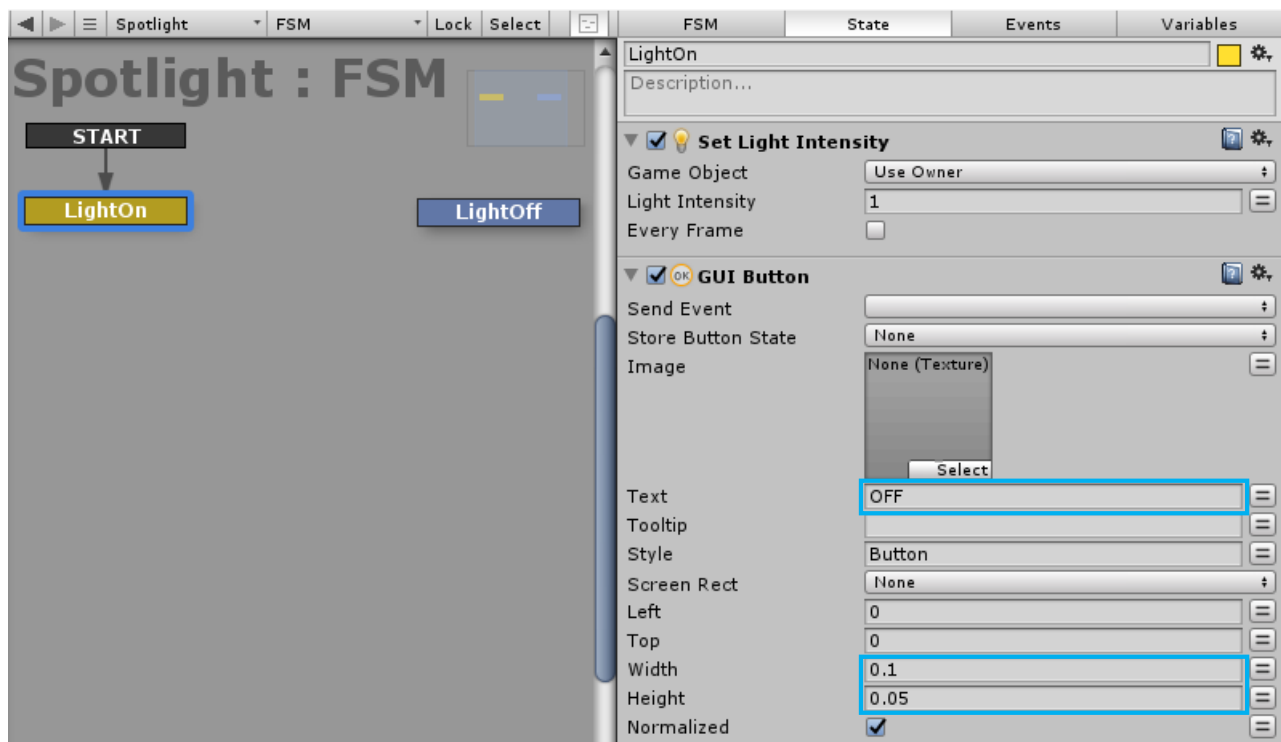 Spotlight FSM Lock Select
FSM State Events Variables
Spotlight : FSM
START
LightOn
LightOff
LightOn
Description...
Set Light Intensity
Game Object Use Owner
Light Intensity 1
Every Frame
OK GUI Button
Send Event
Store Button State None
Image None (Texture)
Select
Text OFF
Tooltip
Style Button
Screen Rect None
Left 0
Top 0
Width 0.1
Height 0.05
Normalized